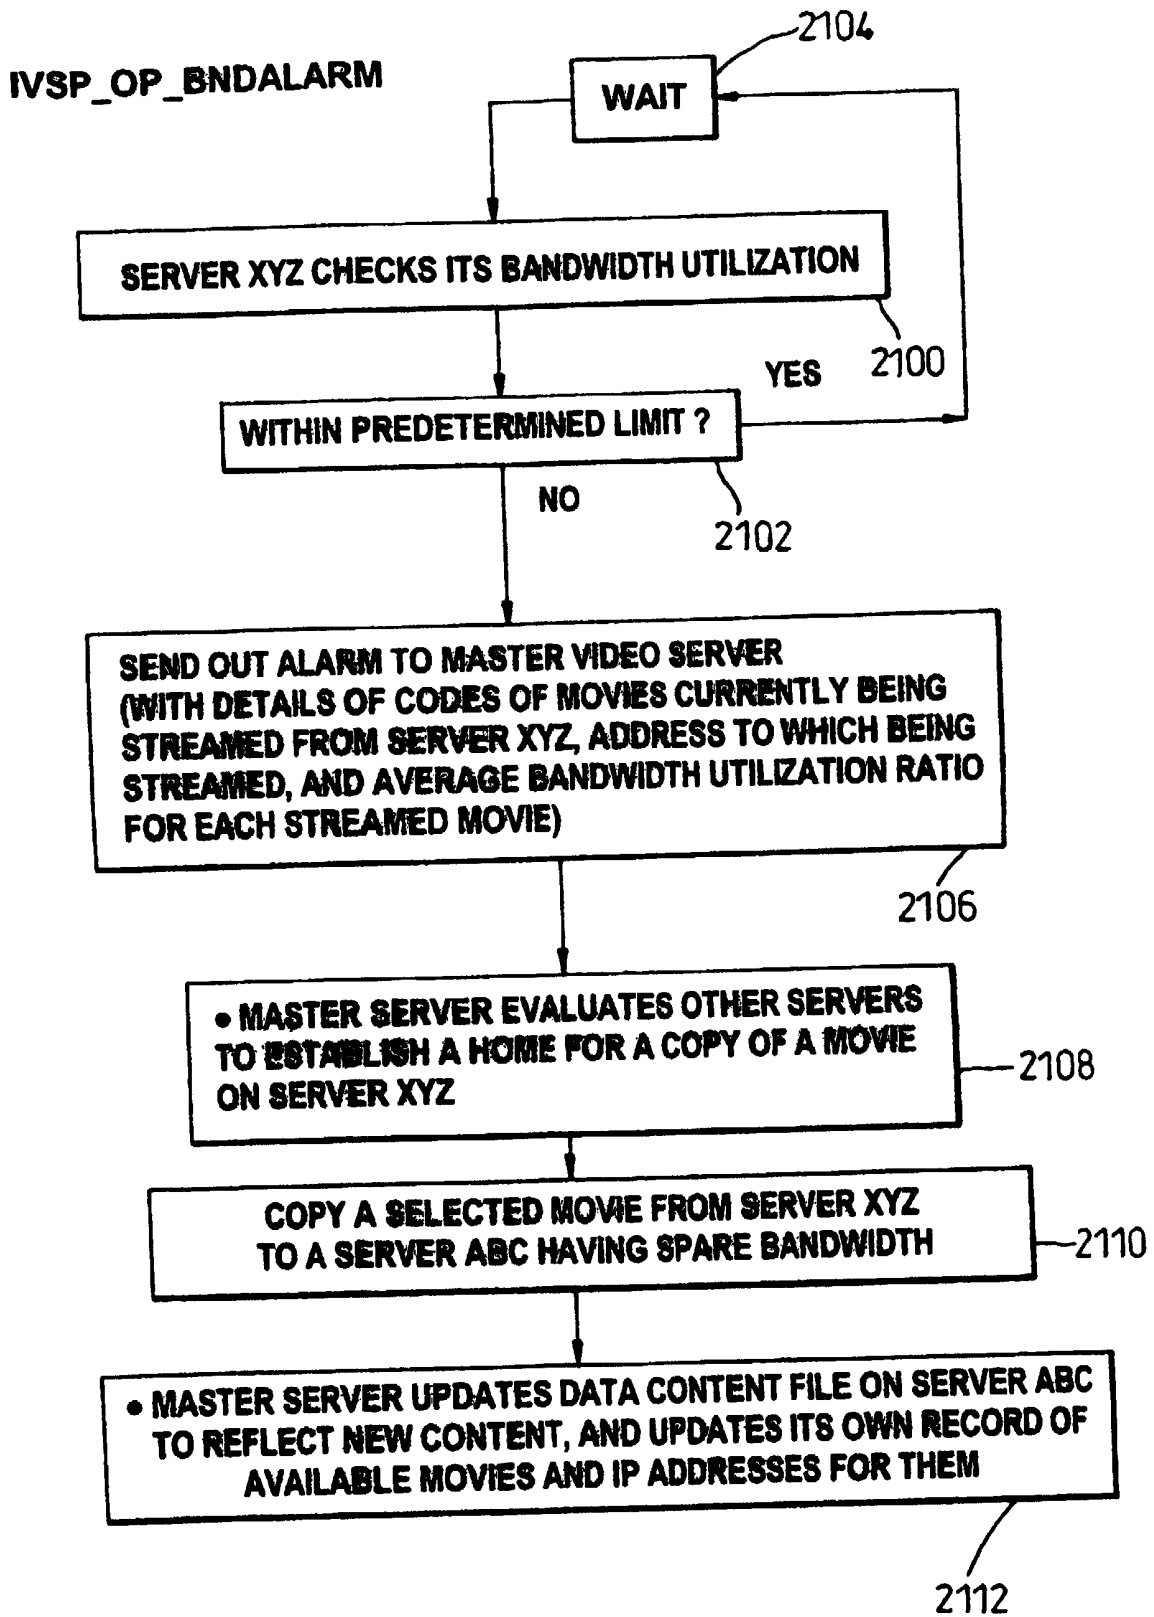 2104
IVSP_OP_BNDALARM
WAIT
SERVER XYZ CHECKS ITS BANDWIDTH UTILIZATION
2100
YES
WITHIN PREDETERMINED LIMIT ?
NO
2102
SEND OUT ALARM TO MASTER VIDEO SERVER
(WITH DETAILS OF CODES OF MOVIES CURRENTLY BEING
STREAMED FROM SERVER XYZ, ADDRESS TO WHICH BEING
STREAMED, AND AVERAGE BANDWIDTH UTILIZATION RATIO
FOR EACH STREAMED MOVIE)
2106
• MASTER SERVER EVALUATES OTHER SERVERS
TO ESTABLISH A HOME FOR A COPY OF A MOVIE
ON SERVER XYZ
2108
COPY A SELECTED MOVIE FROM SERVER XYZ
TO A SERVER ABC HAVING SPARE BANDWIDTH
2110
• MASTER SERVER UPDATES DATA CONTENT FILE ON SERVER ABC
TO REFLECT NEW CONTENT, AND UPDATES ITS OWN RECORD OF
AVAILABLE MOVIES AND IP ADDRESSES FOR THEM
2112